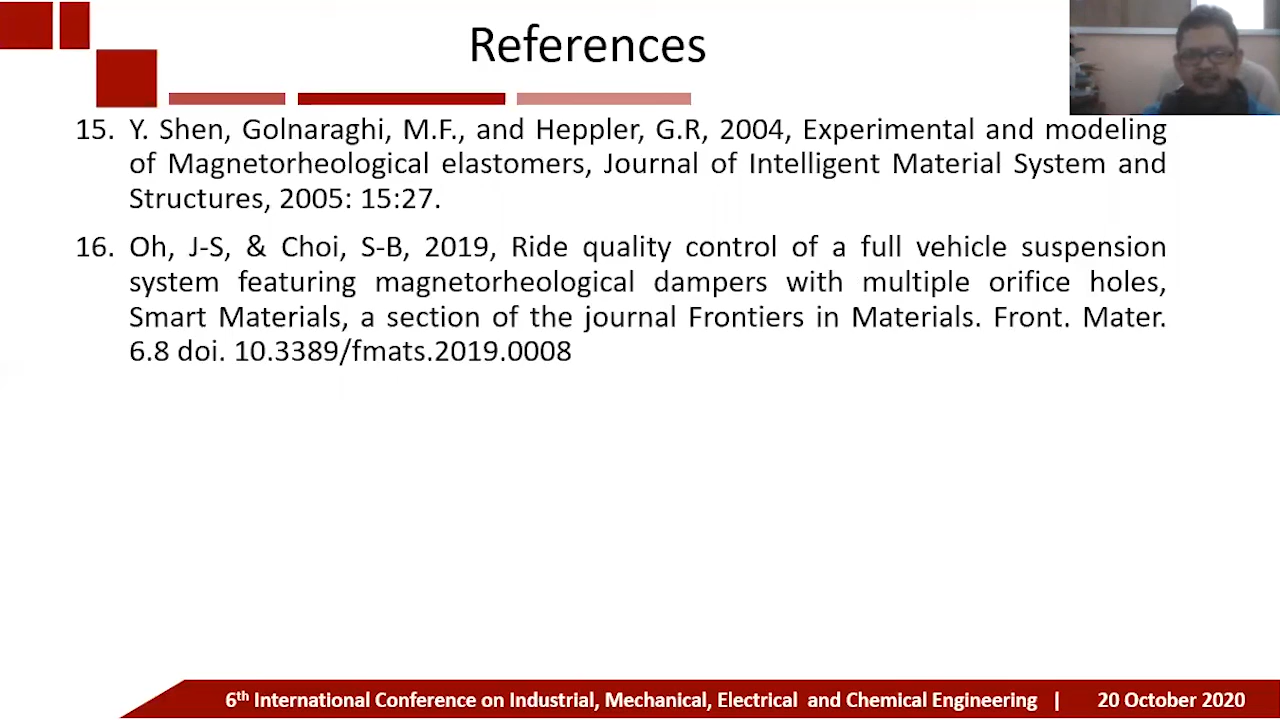 References
15. Y. Shen, Golnaraghi, M.F., and Heppler, G.R, 2004, Experimental and modeling
of Magnetorheological elastomers, Journal of Intelligent Material System and
Structures, 2005: 15:27.
16. Oh, J-S, & Choi, S-B, 2019, Ride quality control of a full vehicle suspension
system featuring magnetorheological dampers with multiple orifice holes,
Smart Materials, a section of the journal Frontiers in Materials. Front. Mater.
6.8 doi. 10.3389/fmats.2019.0008
6th International Conference on Industrial, Mechanical, Electrical and Chemical Engineering | 20 October 2020